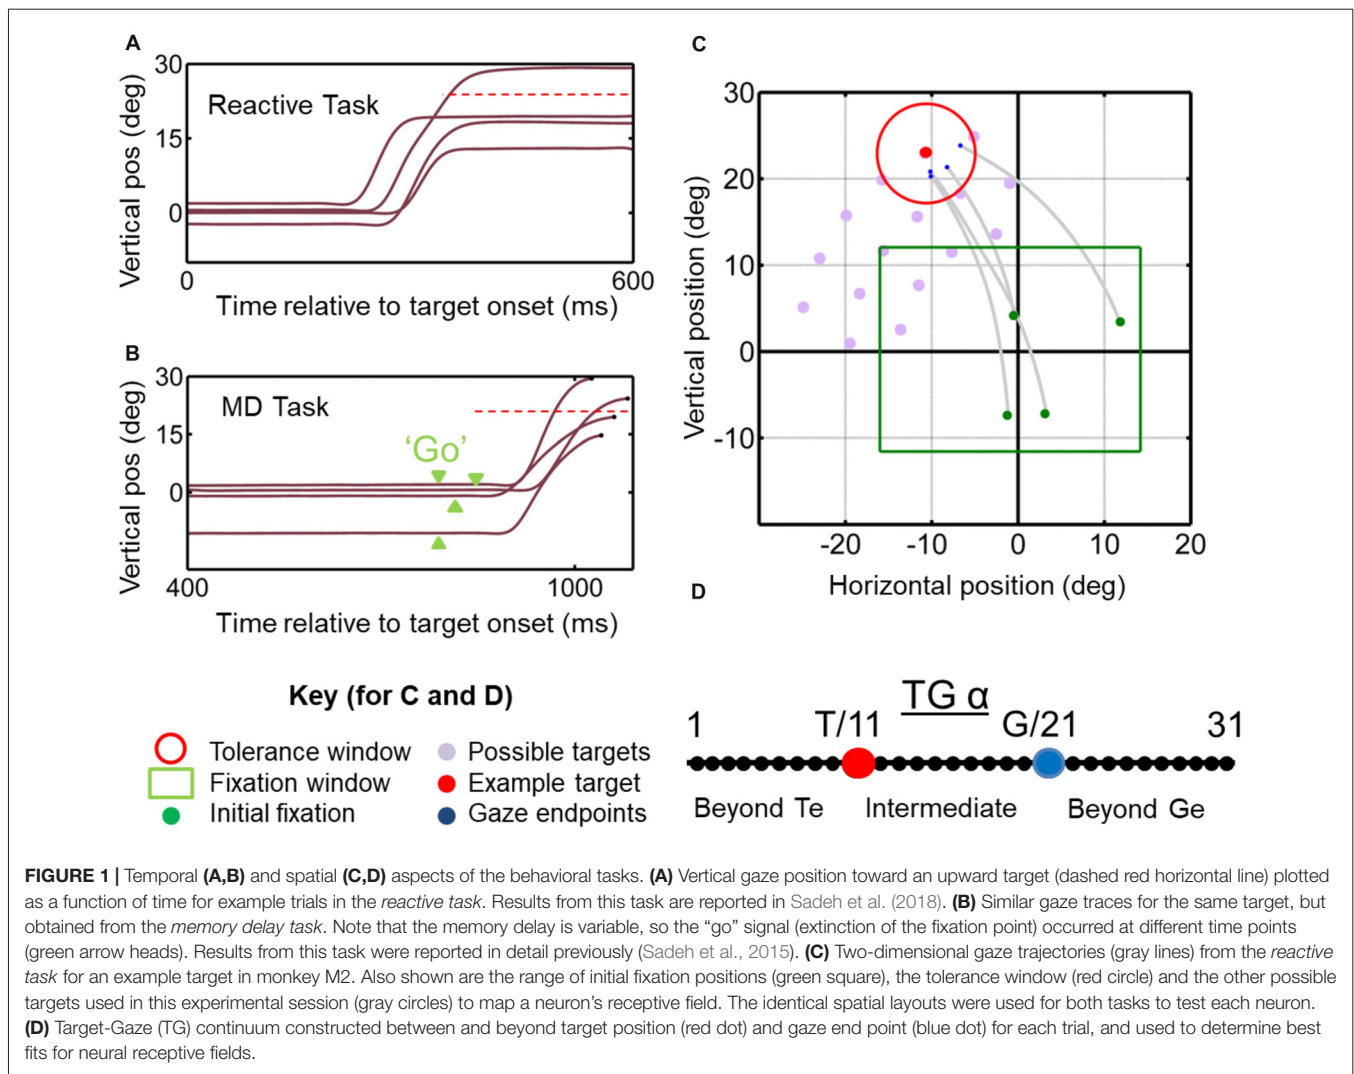 A
30
15
0
Vertical pos (deg)
Reactive Task
0
600
Time relative to target onset (ms)
B
30
15
0
Vertical pos (deg)
MD Task
‘Go’
400
1000
Time relative to target onset (ms)
C
30
20
10
0
-10
Vertical position (deg)
-20
-10
0
10
20
Horizontal position (deg)
D
TG α
1
T/11
G/21
31
Beyond Te
Intermediate
Beyond Ge
Key (for C and D)
Tolerance window
Possible targets
Fixation window
Example target
Initial fixation
Gaze endpoints
FIGURE 1 | Temporal (A,B) and spatial (C,D) aspects of the behavioral tasks. (A) Vertical gaze position toward an upward target (dashed red horizontal line) plotted
as a function of time for example trials in the reactive task. Results from this task are reported in Sadeh et al. (2018). (B) Similar gaze traces for the same target, but
obtained from the memory delay task. Note that the memory delay is variable, so the “go” signal (extinction of the fixation point) occurred at different time points
(green arrow heads). Results from this task were reported in detail previously (Sadeh et al., 2015). (C) Two-dimensional gaze trajectories (gray lines) from the reactive
task for an example target in monkey M2. Also shown are the range of initial fixation positions (green square), the tolerance window (red circle) and the other possible
targets used in this experimental session (gray circles) to map a neuron’s receptive field. The identical spatial layouts were used for both tasks to test each neuron.
(D) Target-Gaze (TG) continuum constructed between and beyond target position (red dot) and gaze end point (blue dot) for each trial, and used to determine best
fits for neural receptive fields.